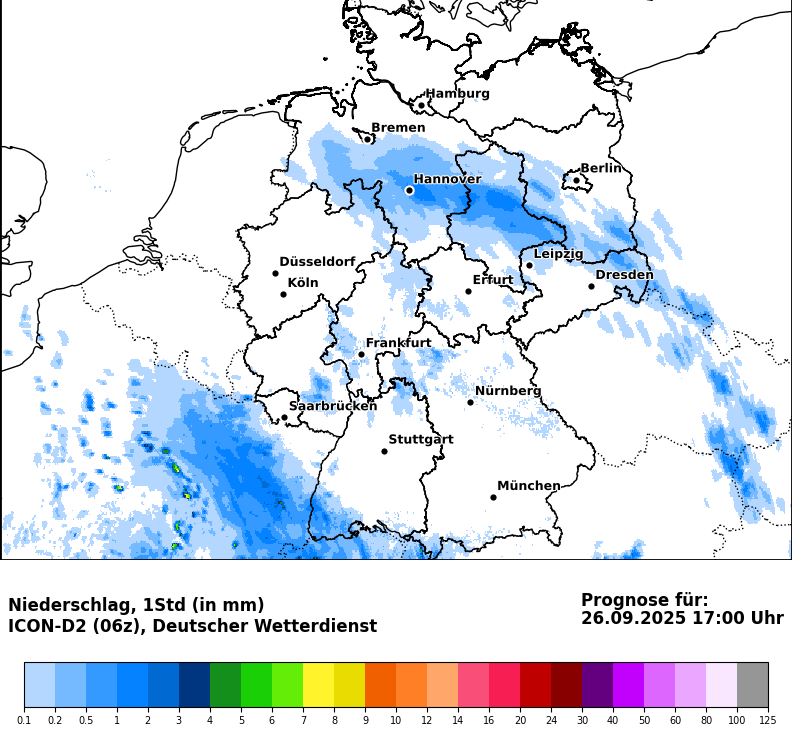 Hamburg
Bremen
Berlin
Hannover
Leipzig
Düsseldorf
Dresden
Köln
Erfurt
Frankfurt
Nürnberg
Saarbrücken
Stuttgart
München
Niederschlag, 1Std (in mm)
ICON-D2 (06z), Deutscher Wetterdienst
Prognose für:
26.09.2025 17:00 Uhr
0.1 0.2 0.5 1 2 3 4 5 6 7 8 9 10 12 14 16 20 24 30 40 50 60 80 100 125